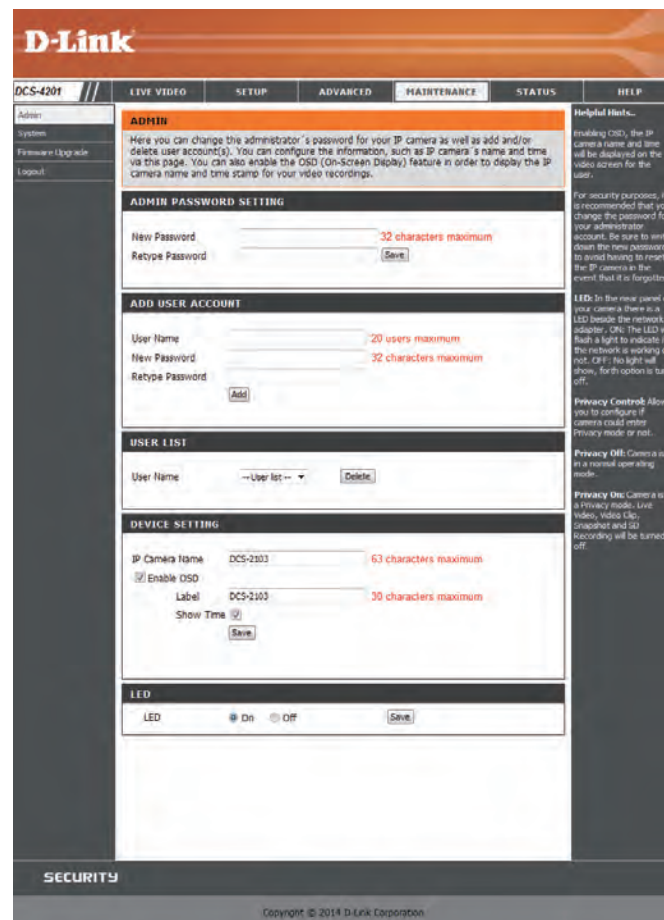 D-Link
DCS-4201
LIVE VIDEO
SETUP
ADVANCED
MAINTENANCE
STATUS
HELP
Admin
System
Firmware Upgrade
Logout
ADMIN
Here you can change the administrator´s password for your IP camera as well as add and/or
delete user account(s). You can configure the information, such as IP camera´s name and time
via this page. You can also enable the OSD (On-Screen Display) feature in order to display the IP
camera name and time stamp for your video recordings.
ADMIN PASSWORD SETTING
New Password 32 characters maximum
Retype Password Save
ADD USER ACCOUNT
User Name 20 users maximum
New Password 32 characters maximum
Retype Password
Add
USER LIST
User Name -- User list -- Delete
DEVICE SETTING
IP Camera Name DCS-2103 63 characters maximum
Enable OSD
Label DCS-2103 30 characters maximum
Show Time
Save
LED
LED On Off Save
Helpful Hints..
Enabling OSD, the IP
camera name and time
will be displayed on the
video screen for the
user.
For security purposes, i
is recommended that yo
change the password fo
your administrator
account. Be sure to writ
down the new password
to avoid having to reset
the IP camera in the
event that it is forgotte
LED: In the rear panel o
your camera there is a
LED beside the network
adapter. ON: The LED w
flash a light to indicate i
the network is working o
not. OFF: No light will
show, forth option is tur
off.
Privacy Control: Allow
you to configure if
camera could enter
Privacy mode or not.
Privacy Off: Camera is
in a normal operating
mode.
Privacy On: Camera is
a Privacy mode. Live
Video, Video Clip,
Snapshot and SD
Recording will be turned
off.
SECURITY
Copyright © 2014 D-Link Corporation